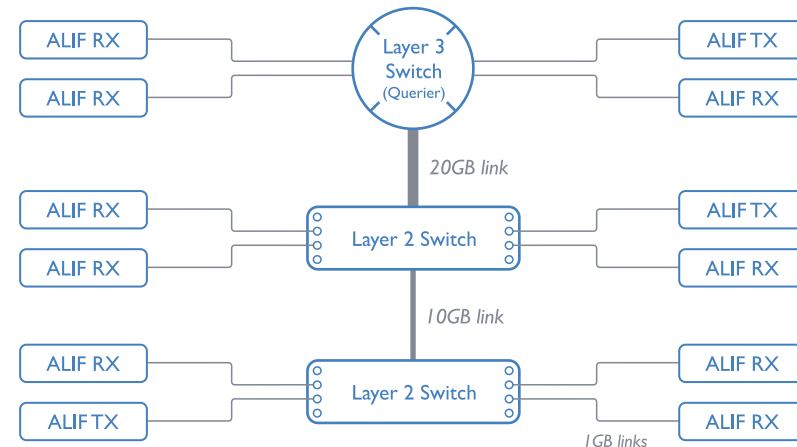 ALIF RX
Layer 3
Switch
(Querier)
ALIF TX
ALIF RX
ALIF RX
20GB link
ALIF RX
Layer 2 Switch
ALIF TX
ALIF RX
ALIF RX
10GB link
ALIF RX
Layer 2 Switch
ALIF RX
ALIF TX
ALIF RX
1GB links